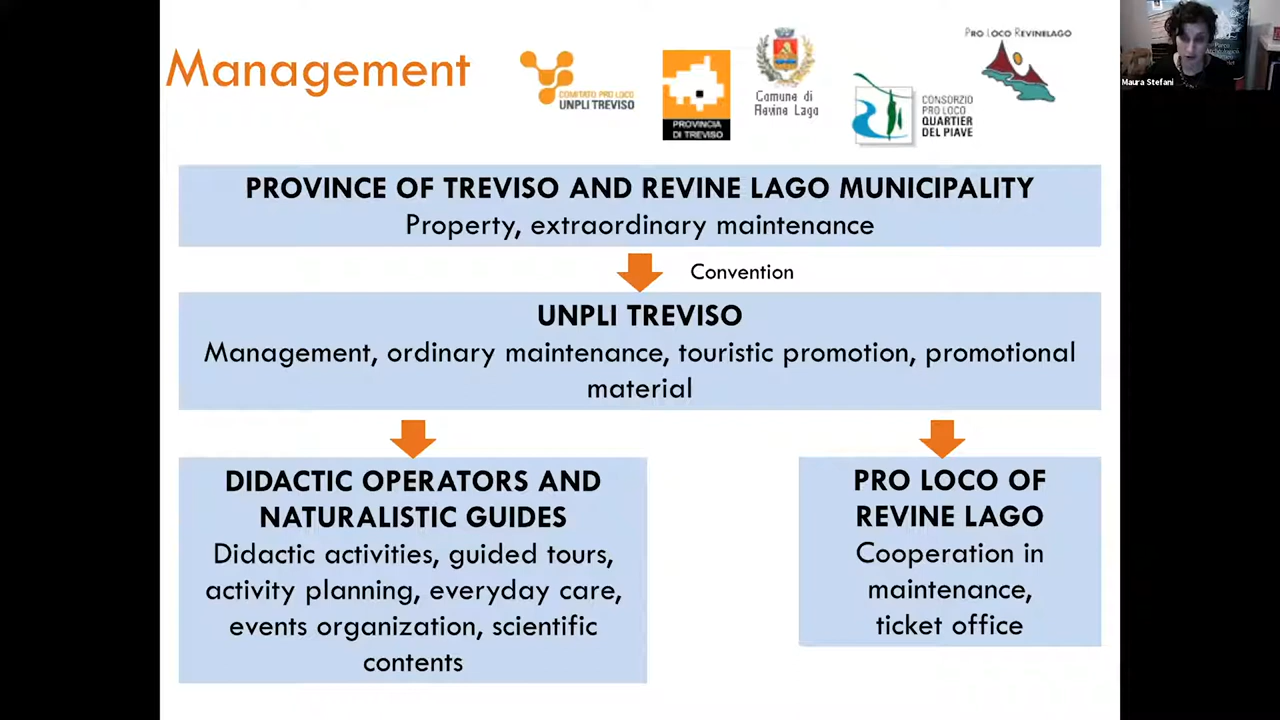 Management
COMITATO PRO LOCO
UNPLI TREVISO
PROVINCIA
DI TREVISO
Comune di
Revine Lago
CONSORZIO
PRO LOCO
QUARTIER
DEL PIAVE
PRO LOCO REVINELAGO
Maura Stefani
PROVINCE OF TREVISO AND REVINE LAGO MUNICIPALITY
Property, extraordinary maintenance
Convention
UNPLI TREVISO
Management, ordinary maintenance, touristic promotion, promotional
material
DIDACTIC OPERATORS AND
NATURALISTIC GUIDES
Didactic activities, guided tours,
activity planning, everyday care,
events organization, scientific
contents
PRO LOCO OF
REVINE LAGO
Cooperation in
maintenance,
ticket office